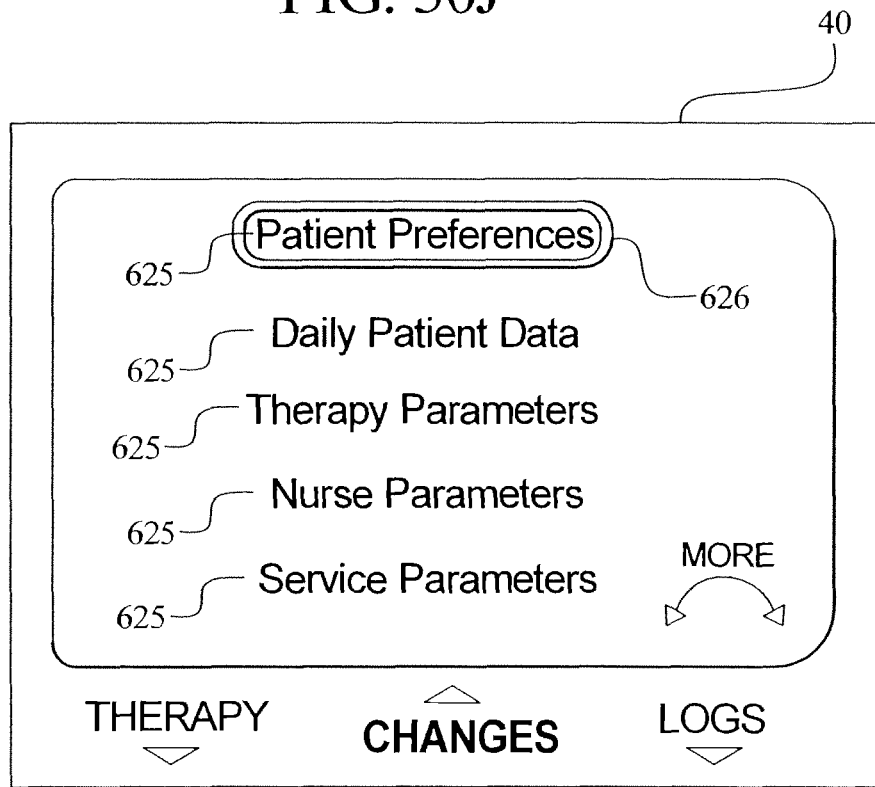 40
Patient Preferences
625
626
Daily Patient Data
625
Therapy Parameters
625
Nurse Parameters
625
MORE
Service Parameters
625
THERAPY
CHANGES
LOGS